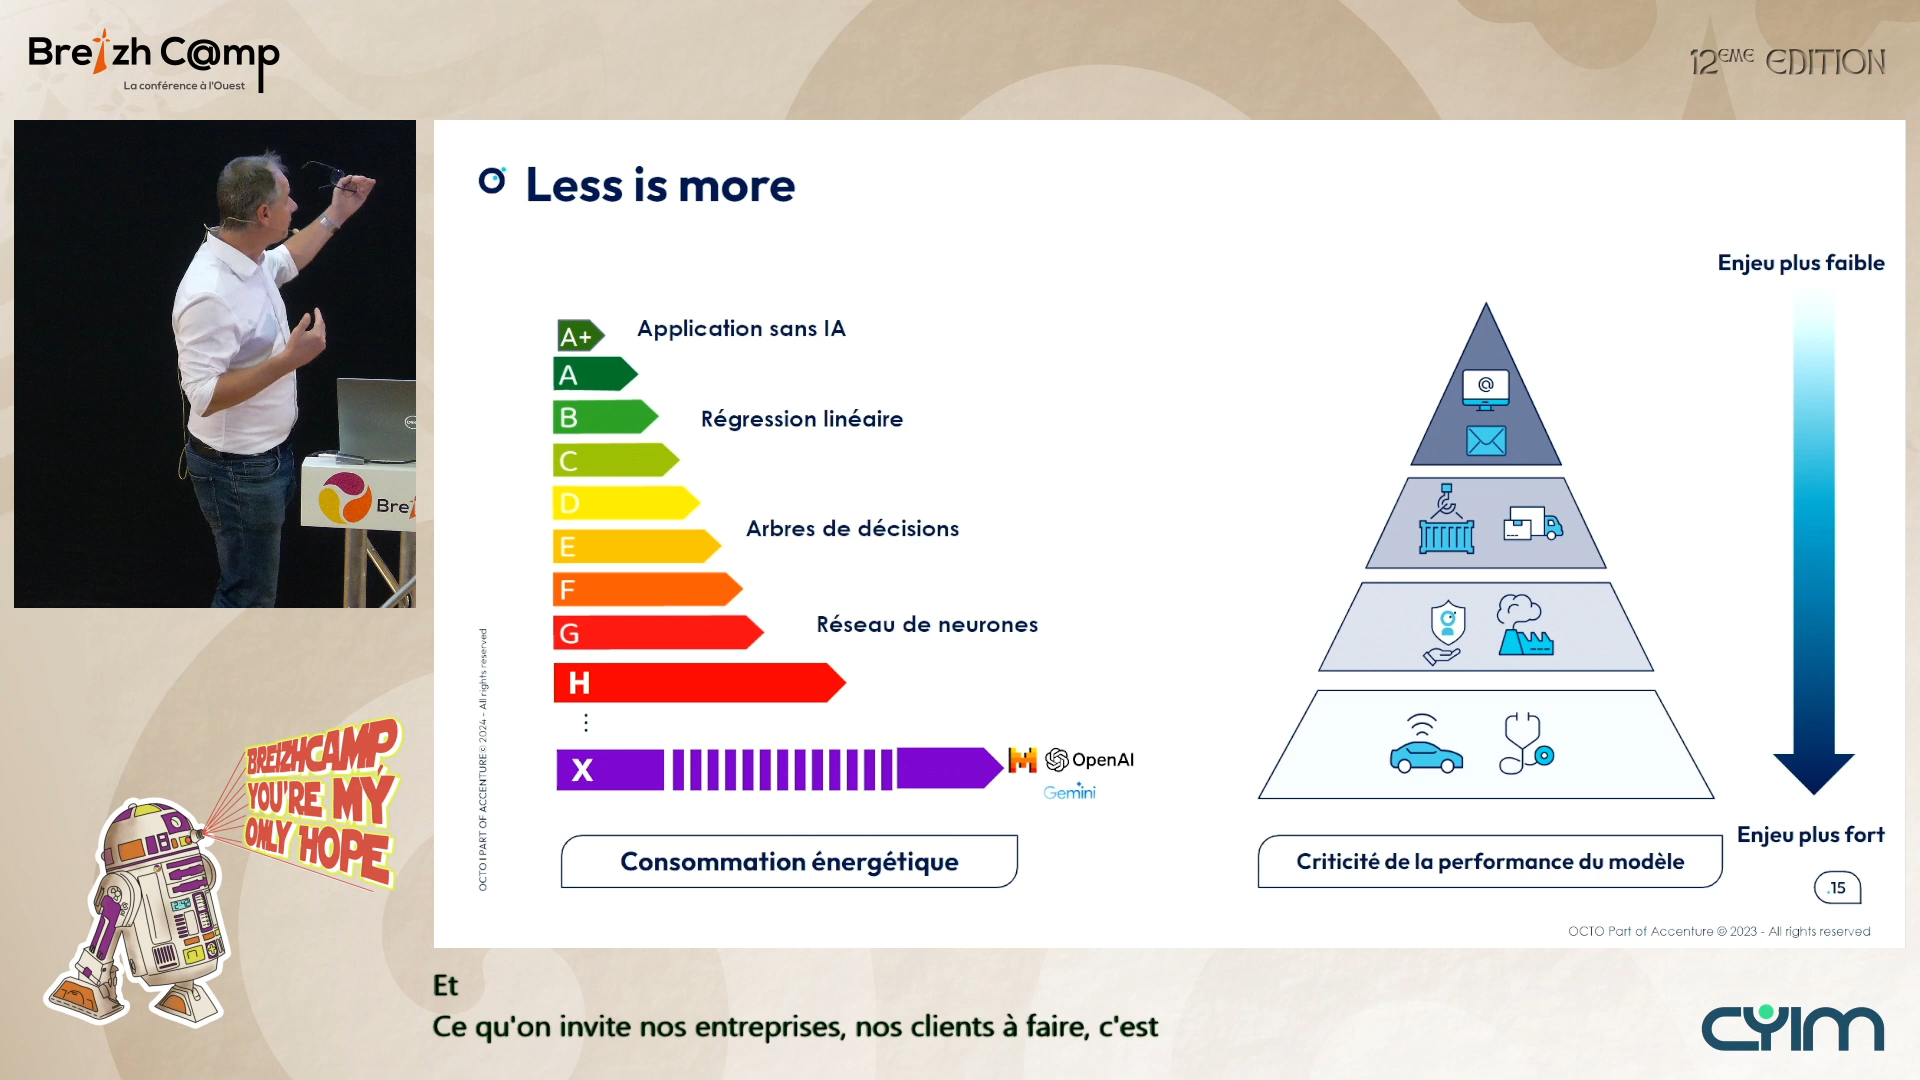 Breizh C@mp
La conférence à l'Ouest
12ÈME EDITION
Less is more
Enjeu plus faible
A+
Application sans IA
A
B
Régression linéaire
C
D
Arbres de décisions
E
F
G
Réseau de neurones
H
X
OpenAI
Gemini
Consommation énergétique
@
Criticité de la performance du modèle
Enjeu plus fort
.15
OCTO | PART OF ACCENTURE © 2024 - All rights reserved
OCTO Part of Accenture © 2023 - All rights reserved
Brei
BREIZHCAMP,
YOU'RE MY
ONLY HOPE
Et
Ce qu'on invite nos entreprises, nos clients à faire, c'est
CYIM